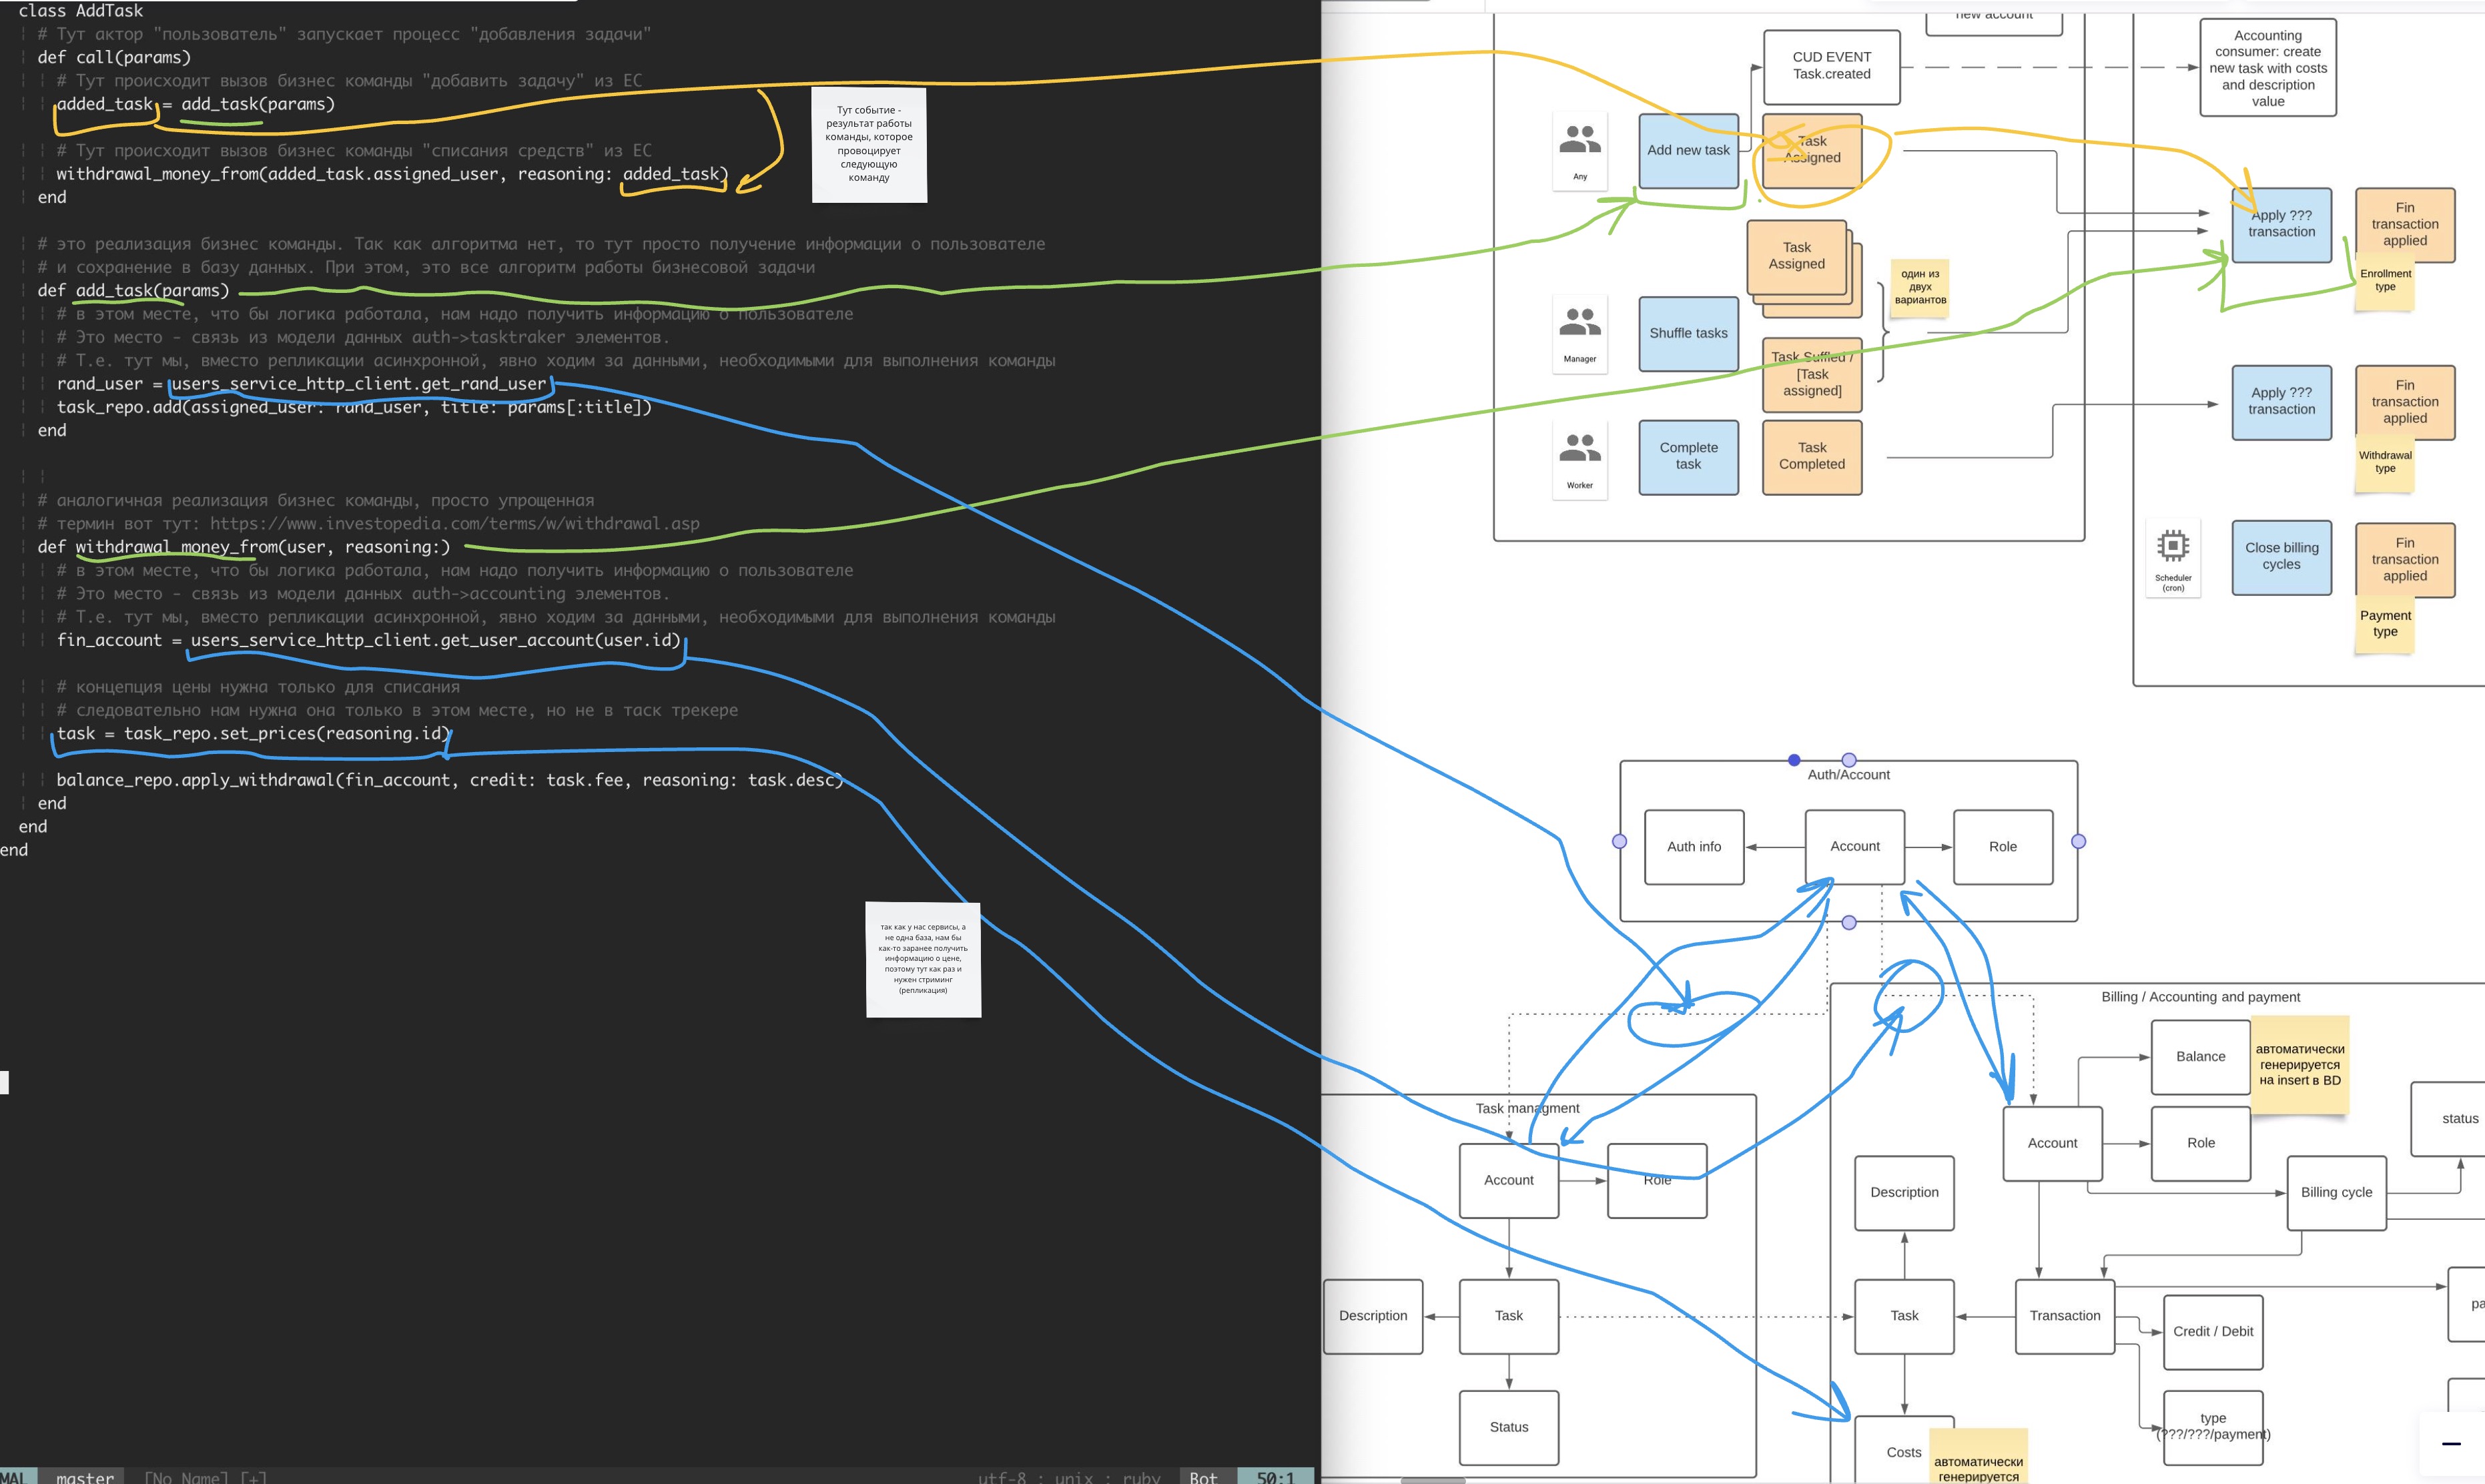 class AddTask
# Тут актор "пользователь" запускает процесс "добавления задачи"
def call(params)
# Тут происходит вызов бизнес команды "добавить задачу" из ЕС
added_task = add_task(params)
# Тут происходит вызов бизнес команды "списания средств" из ЕС
withdrawal_money_from(added_task.assigned_user, reasoning: added_task)
end
# это реализация бизнес команды. Так как алгоритма нет, то тут просто получение информации о пользователе
# и сохранение в базу данных. При этом, это все алгоритм работы бизнесовой задачи
def add_task(params)
# в этом месте, что бы логика работала, нам надо получить информацию о пользователе
# Это место - связь из модели данных auth->tasktraker элементов.
# Т.е. тут мы, вместо репликации асинхронной, явно ходим за данными, необходимыми для выполнения команды
rand_user = users_service_http_client.get_rand_user
task_repo.add(assigned_user: rand_user, title: params[:title])
end
# аналогичная реализация бизнес команды, просто упрощенная
# термин вот тут: https://www.investopedia.com/terms/w/withdrawal.asp
def withdrawal_money_from(user, reasoning:)
# в этом месте, что бы логика работала, нам надо получить информацию о пользователе
# Это место - связь из модели данных auth->accounting элементов.
# Т.е. тут мы, вместо репликации асинхронной, явно ходим за данными, необходимыми для выполнения команды
fin_account = users_service_http_client.get_user_account(user.id)
# концепция цены нужна только для списания
# следовательно нам нужна она только в этом месте, но не в таск трекере
task = task_repo.set_prices(reasoning.id)
balance_repo.apply_withdrawal(fin_account, credit: task.fee, reasoning: task.desc)
end
end
end
Тут событие -
результат работы
команды, которое
провоцирует
следующую
команду
так как у нас сервисы, а
не одна база, нам бы
как-то заранее получить
информацию о цене,
поэтому тут как раз и
нужен стриминг
(репликация)
MAL master [No Name] [+]
utf-8 : unix : ruby Bot 50:1
new account
CUD EVENT
Task.created
Accounting
consumer: create
new task with costs
and description
value
Any
Add new task
Task
Assigned
Apply ???
transaction
Fin
transaction
applied
Enrollment
type
Task
Assigned
один из
двух
вариантов
Manager
Shuffle tasks
Task Suffled /
[Task
assigned]
Apply ???
transaction
Fin
transaction
applied
Withdrawal
type
Worker
Complete
task
Task
Completed
Scheduler
(cron)
Close billing
cycles
Fin
transaction
applied
Payment
type
Auth/Account
Auth info
Account
Role
Billing / Accounting and payment
Balance
автоматически
генерируется
на insert в BD
Account
Role
status
Billing cycle
Description
Task
Transaction
Credit / Debit
type
(???/???/payment)
pa
Costs
автоматически
генерируется
Task managment
Account
Role
Description
Task
Status